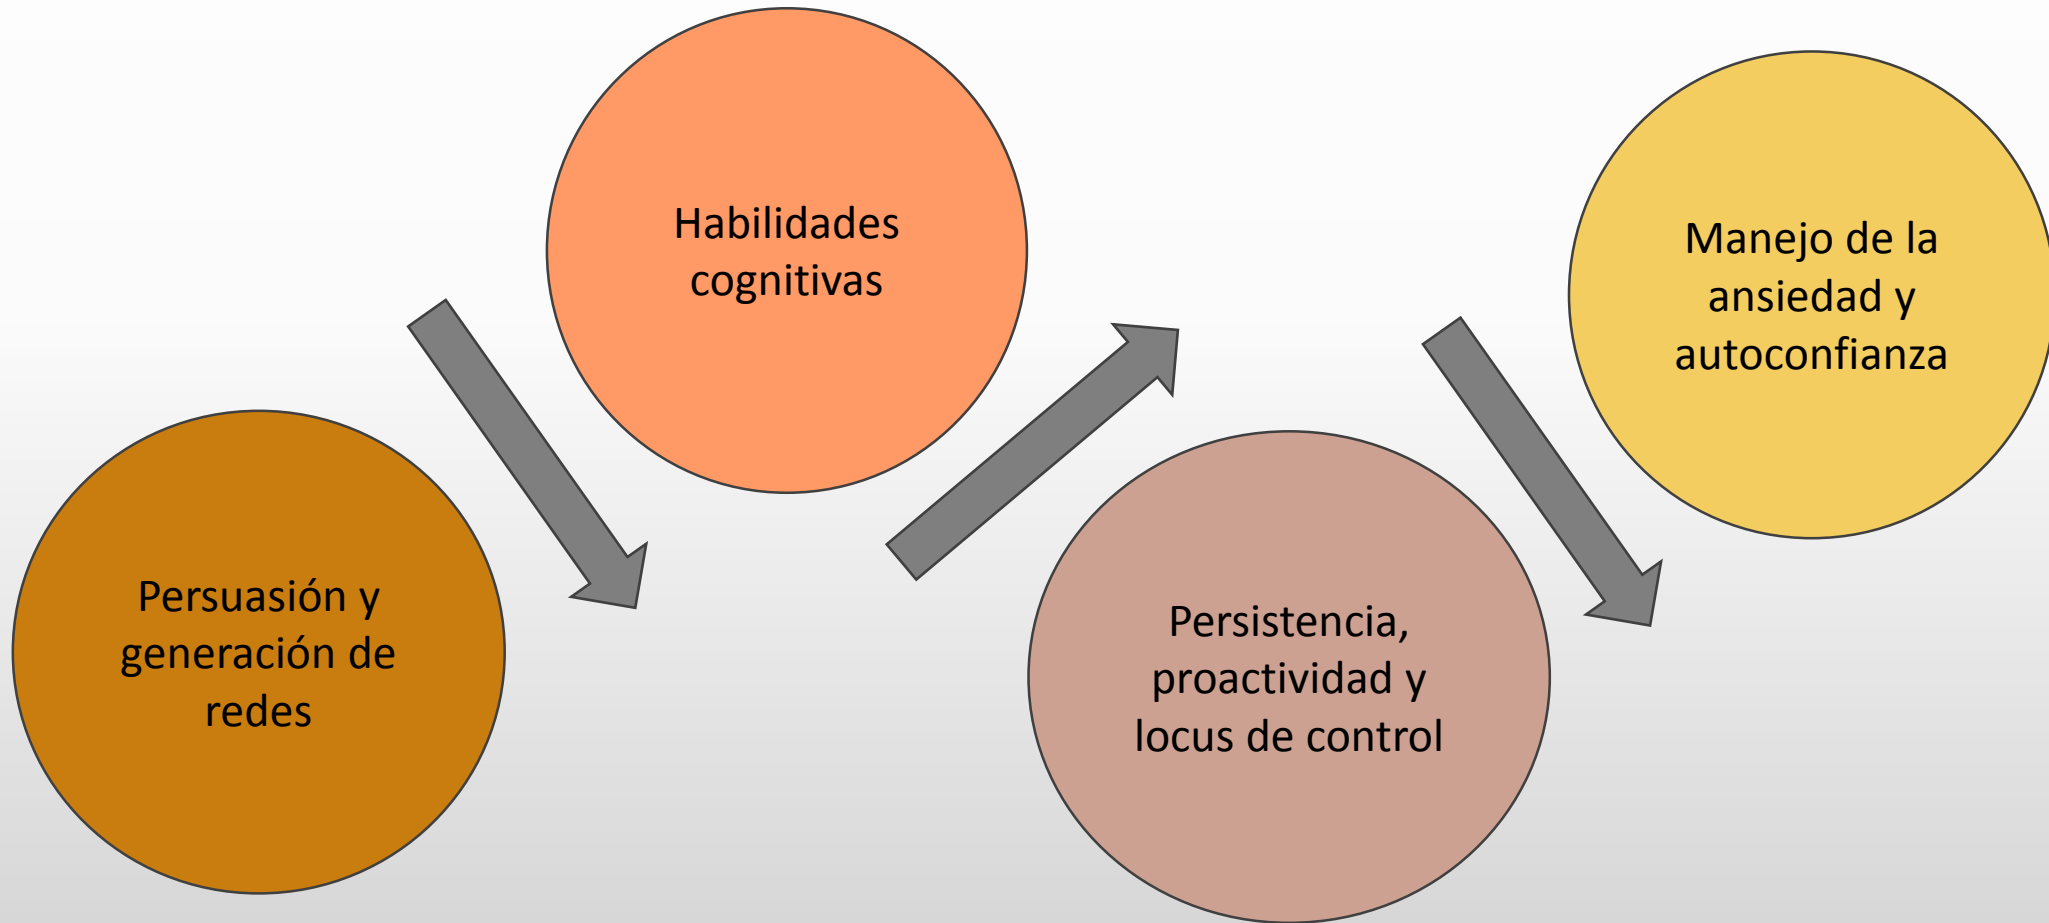 Persuasión y
generación de
redes
Habilidades
cognitivas
Persistencia,
proactividad y
locus de control
Manejo de la
ansiedad y
autoconfianza